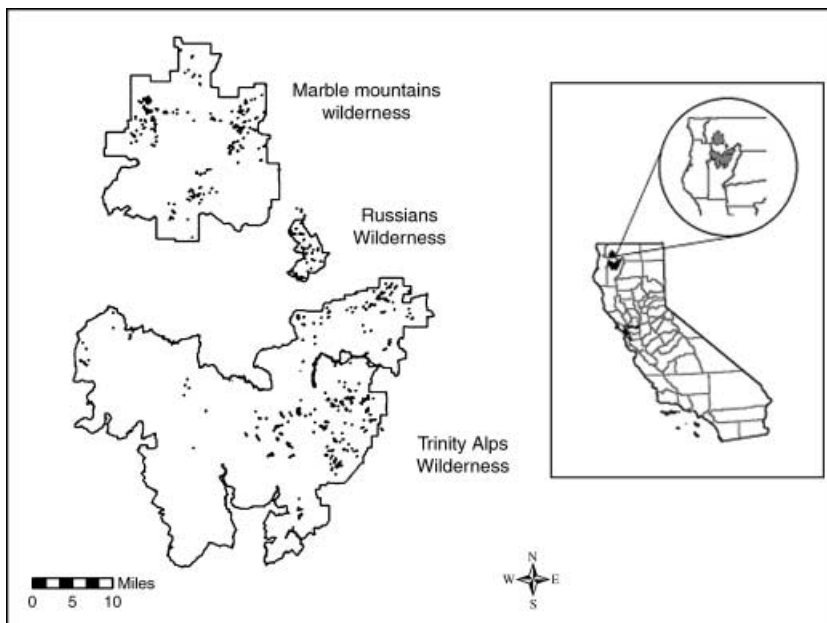 Marble mountains
wilderness
Russians
Wilderness
Trinity Alps
Wilderness
Miles
0 5 10
N
W E
S